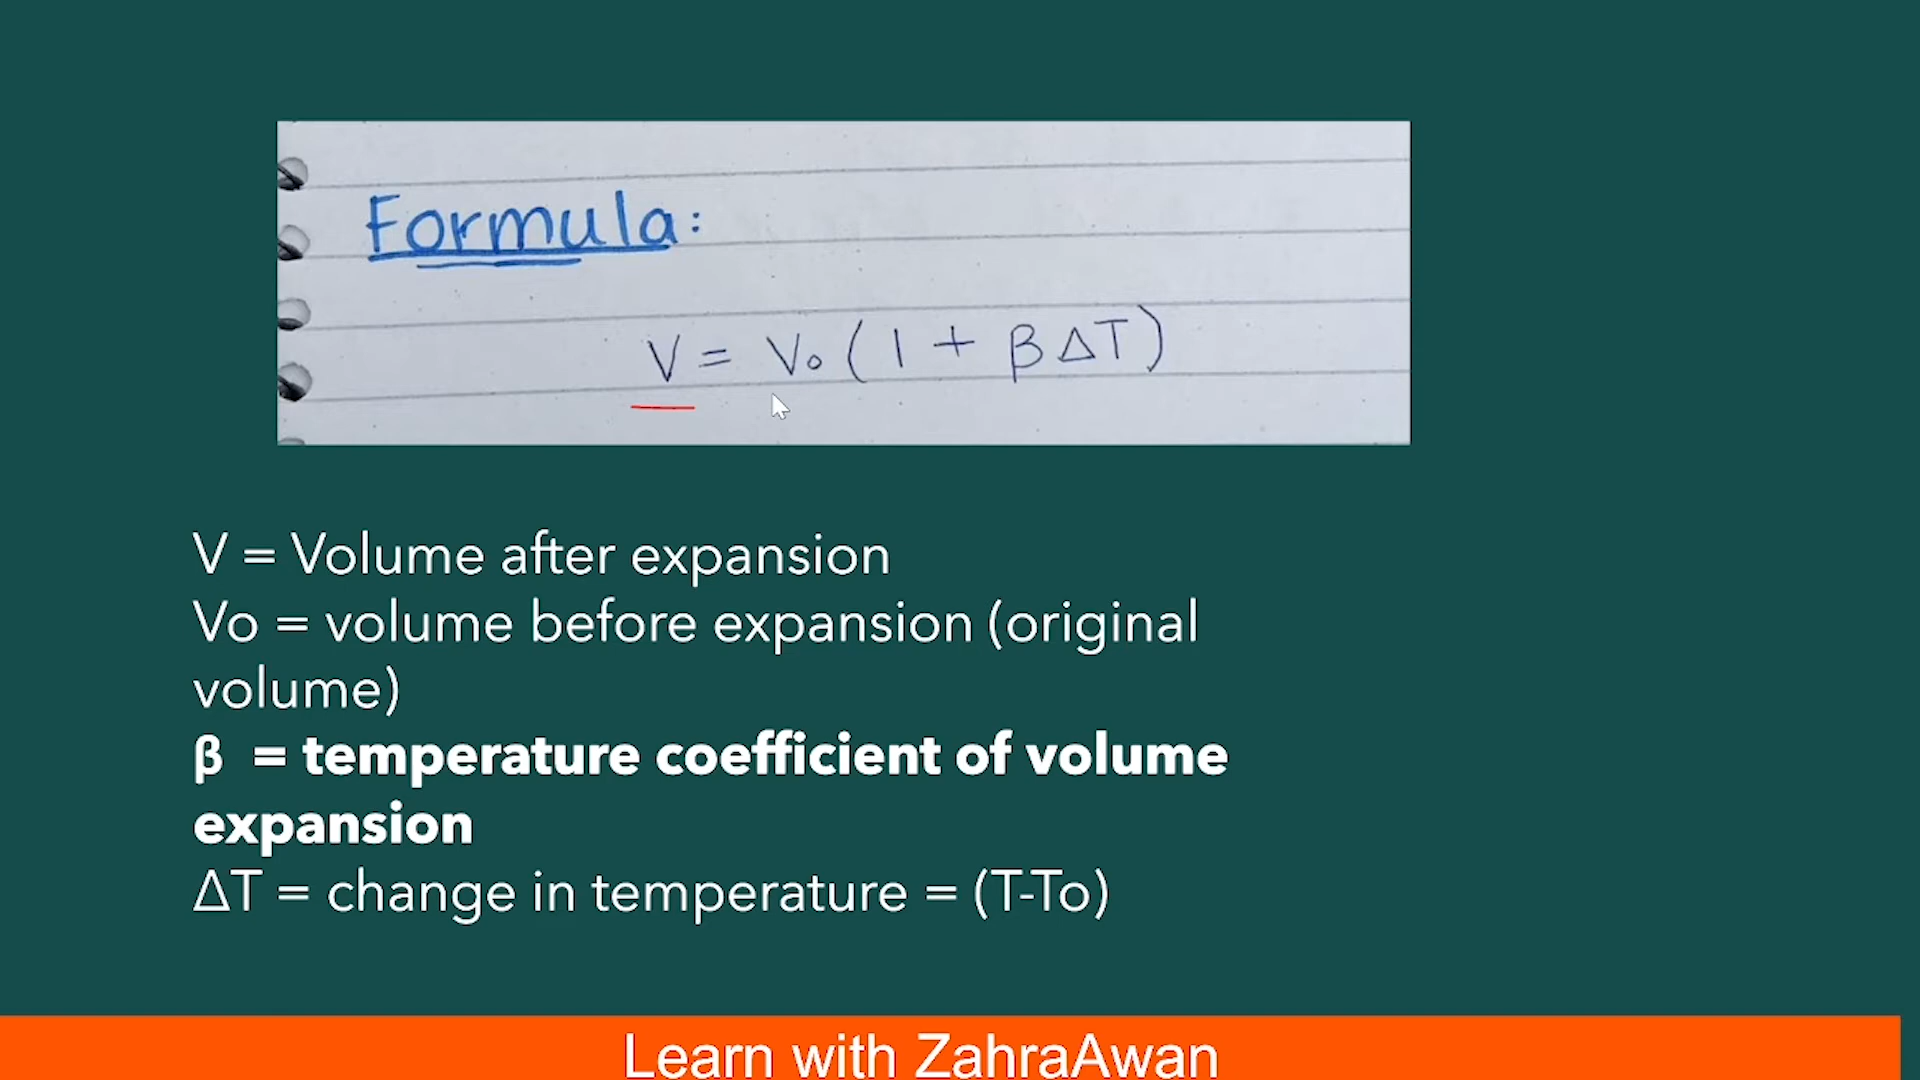 Formula:
V = Vo (1 + βΔT)
V = Volume after expansion
Vo = volume before expansion (original
volume)
β = temperature coefficient of volume
expansion
ΔT = change in temperature = (T-To)
Learn with ZahraAwan